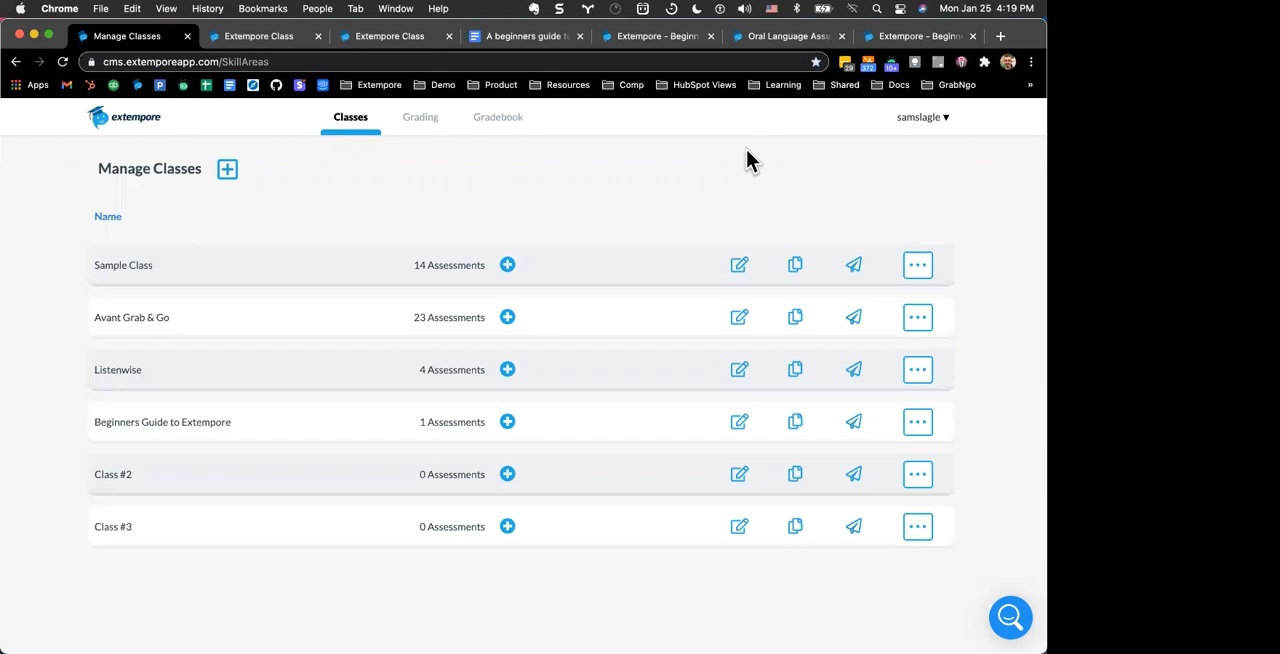 Chrome File Edit View History Bookmarks People Tab Window Help Mon Jan 25 4:19 PM
Manage Classes Extempore Class Extempore Class A beginners guide to Extempore - Beginn Oral Language Ass Extempore - Beginn
cms.extemporeapp.com/SkillAreas 29 372 10+
Apps Extempore Demo Product Resources Comp HubSpot Views Learning Shared Docs GrabNgo »
extempore Classes Grading Gradebook samslagle
Manage Classes
Name
Sample Class 14 Assessments
Avant Grab & Go 23 Assessments
Listenwise 4 Assessments
Beginners Guide to Extempore 1 Assessments
Class #2 0 Assessments
Class #3 0 Assessments